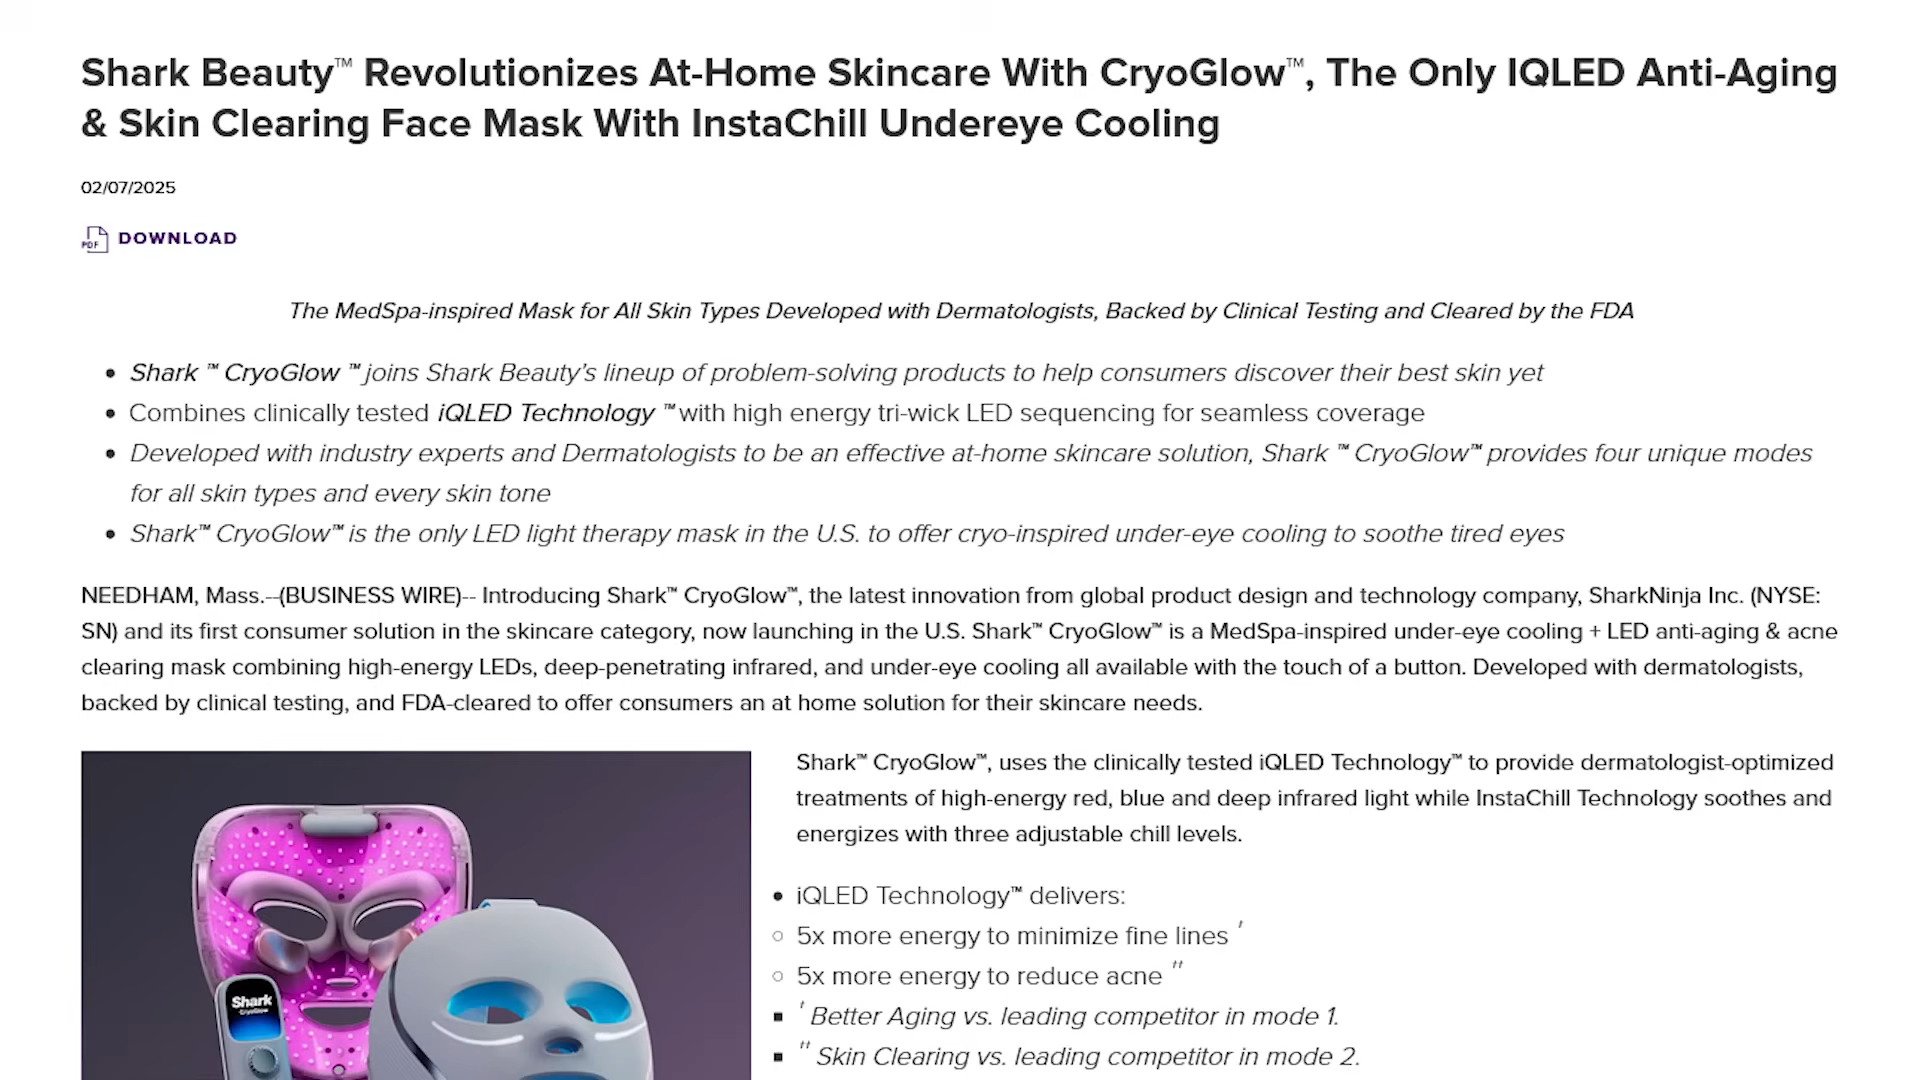 Shark Beauty™ Revolutionizes At-Home Skincare With CryoGlow™, The Only IQLED Anti-Aging
& Skin Clearing Face Mask With InstaChill Undereye Cooling
02/07/2025
PDF DOWNLOAD
The MedSpa-inspired Mask for All Skin Types Developed with Dermatologists, Backed by Clinical Testing and Cleared by the FDA
• Shark ™ CryoGlow ™ joins Shark Beauty's lineup of problem-solving products to help consumers discover their best skin yet
• Combines clinically tested iQLED Technology ™ with high energy tri-wick LED sequencing for seamless coverage
• Developed with industry experts and Dermatologists to be an effective at-home skincare solution, Shark ™ CryoGlow™ provides four unique modes
for all skin types and every skin tone
• Shark™ CryoGlow™ is the only LED light therapy mask in the U.S. to offer cryo-inspired under-eye cooling to soothe tired eyes
NEEDHAM, Mass.--(BUSINESS WIRE)-- Introducing Shark™ CryoGlow™, the latest innovation from global product design and technology company, SharkNinja Inc. (NYSE:
SN) and its first consumer solution in the skincare category, now launching in the U.S. Shark™ CryoGlow™ is a MedSpa-inspired under-eye cooling + LED anti-aging & acne
clearing mask combining high-energy LEDs, deep-penetrating infrared, and under-eye cooling all available with the touch of a button. Developed with dermatologists,
backed by clinical testing, and FDA-cleared to offer consumers an at home solution for their skincare needs.
Shark™ CryoGlow™, uses the clinically tested iQLED Technology™ to provide dermatologist-optimized
treatments of high-energy red, blue and deep infrared light while InstaChill Technology soothes and
energizes with three adjustable chill levels.
• iQLED Technology™ delivers:
○ 5x more energy to minimize fine lines †
○ 5x more energy to reduce acne ††
▪ † Better Aging vs. leading competitor in mode 1.
▪ †† Skin Clearing vs. leading competitor in mode 2.
Shark
CryoGlow